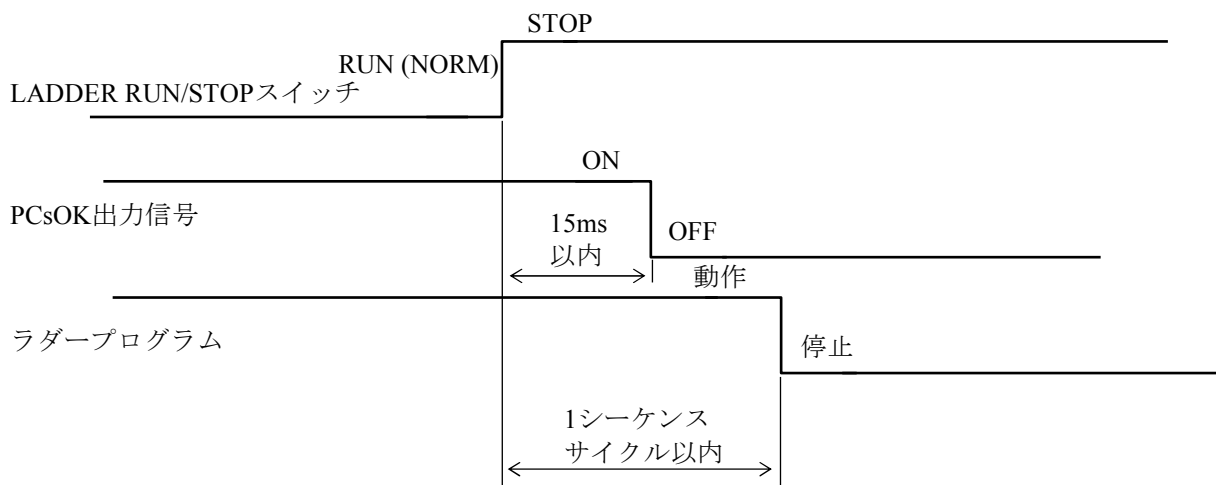 STOP
RUN (NORM)
LADDER RUN/STOPスイッチ
ON
PCsOK出力信号
15ms
以内
OFF
動作
ラダープログラム
停止
1シーケンス
サイクル以内